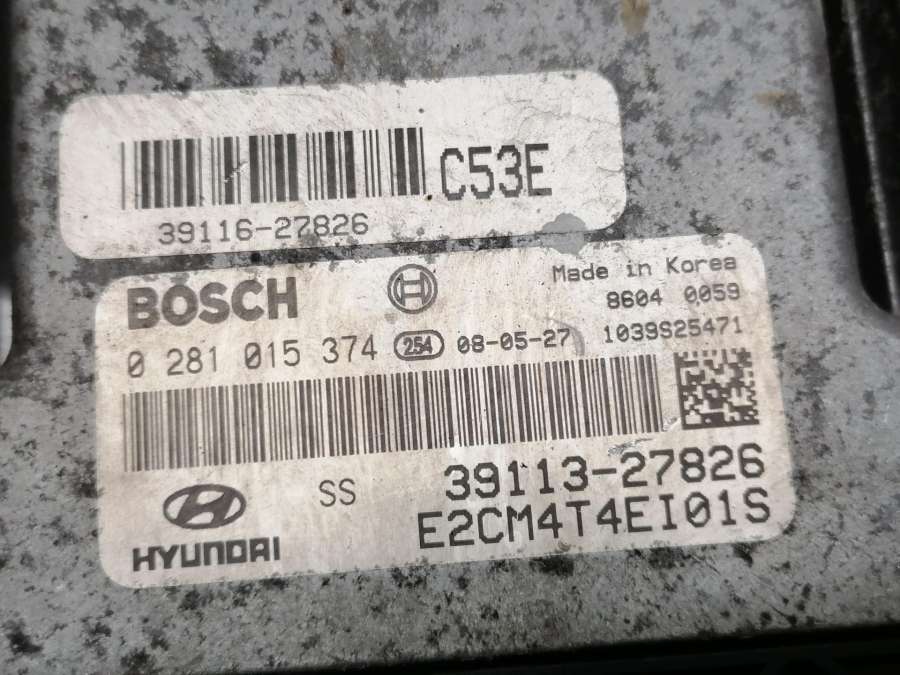 C53E
39116-27826
BOSCH
Made in Korea
8604 0059
0 281 015 374 254 08-05-27 1039S25471
SS 39113-27826
HYUNDAI E2CM4T4EI01S